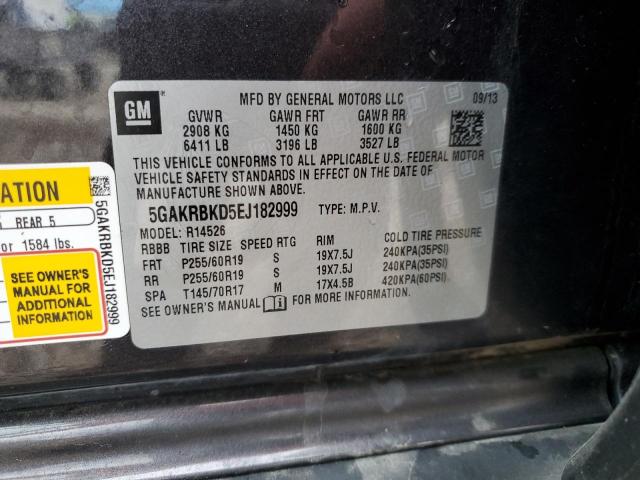 GM
MFD BY GENERAL MOTORS LLC 09/13
GVWR GAWR FRT GAWR RR
2908 KG 1450 KG 1600 KG
6411 LB 3196 LB 3527 LB
THIS VEHICLE CONFORMS TO ALL APPLICABLE U.S. FEDERAL MOTOR
VEHICLE SAFETY STANDARDS IN EFFECT ON THE DATE OF
MANUFACTURE SHOWN ABOVE.
5GAKRBKD5EJ182999 TYPE: M.P.V.
MODEL: R14526
RBBB TIRE SIZE SPEED RTG RIM COLD TIRE PRESSURE
FRT P255/60R19 S 19X7.5J 240KPA(35PSI)
RR P255/60R19 S 19X7.5J 240KPA(35PSI)
SPA T145/70R17 M 17X4.5B 420KPA(60PSI)
SEE OWNER'S MANUAL FOR MORE INFORMATION.
REAR 5
or 1584 lbs.
SEE OWNER'S
MANUAL FOR
ADDITIONAL
INFORMATION
5GAKRBKD5EJ182999